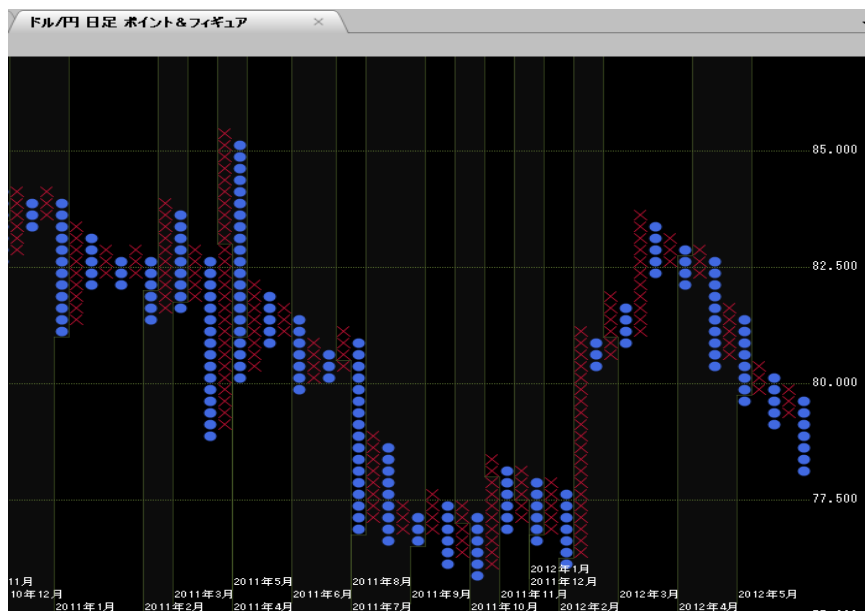 ドル/円 日足 ポイント&フィギュア ×
85.000
82.500
80.000
77.500
2012年1月
11月 2011年5月 2011年8月 2011年12月
10年12月 2011年3月 2011年6月 2011年9月 2011年11月 2012年3月 2012年5月
2011年1月 2011年2月 2011年4月 2011年7月 2011年10月 2012年2月 2012年4月